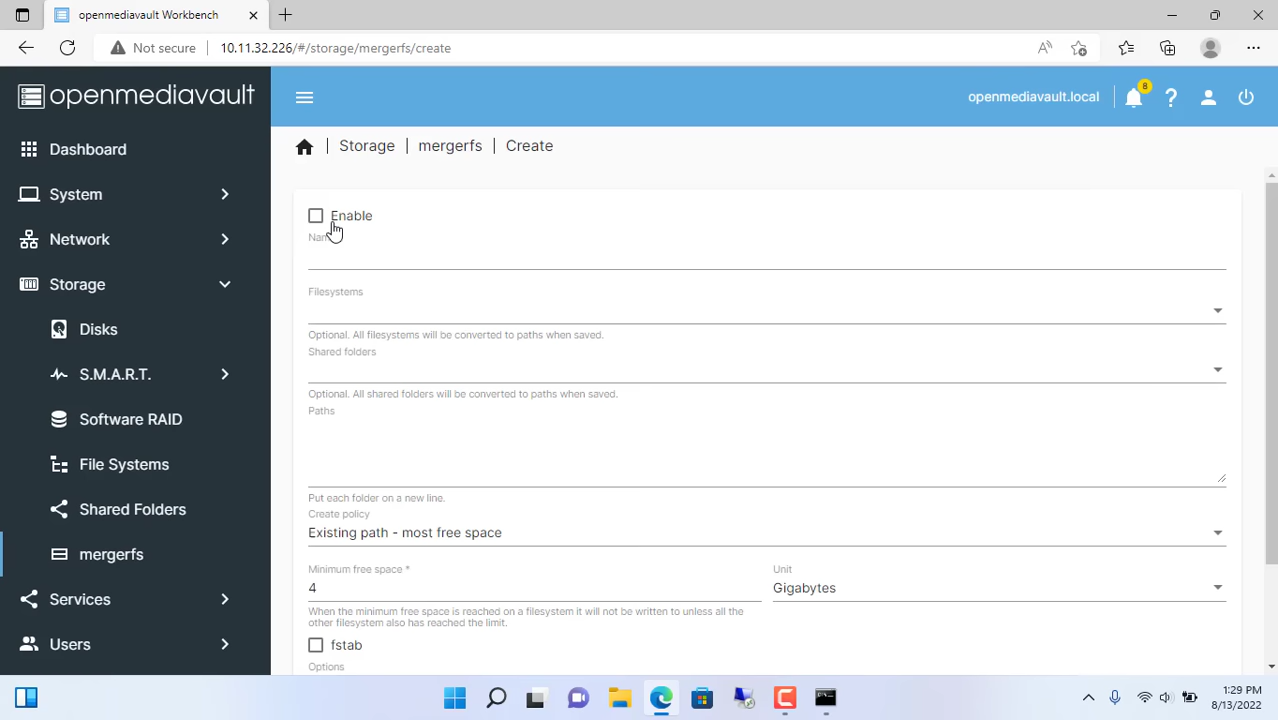 openmediavault Workbench
Not secure
10.11.32.226/#/storage/mergerfs/create
openmediavault
openmediavault.local
8
Dashboard
System
Network
Storage
Disks
S.M.A.R.T.
Software RAID
File Systems
Shared Folders
mergerfs
Services
Users
Storage | mergerfs | Create
Enable
Filesystems
Optional. All filesystems will be converted to paths when saved.
Shared folders
Optional. All shared folders will be converted to paths when saved.
Paths
Put each folder on a new line.
Create policy
Existing path - most free space
Minimum free space *
4
Unit
Gigabytes
When the minimum free space is reached on a filesystem it will not be written to unless all the
other filesystem also has reached the limit.
fstab
Options
1:29 PM
8/13/2022